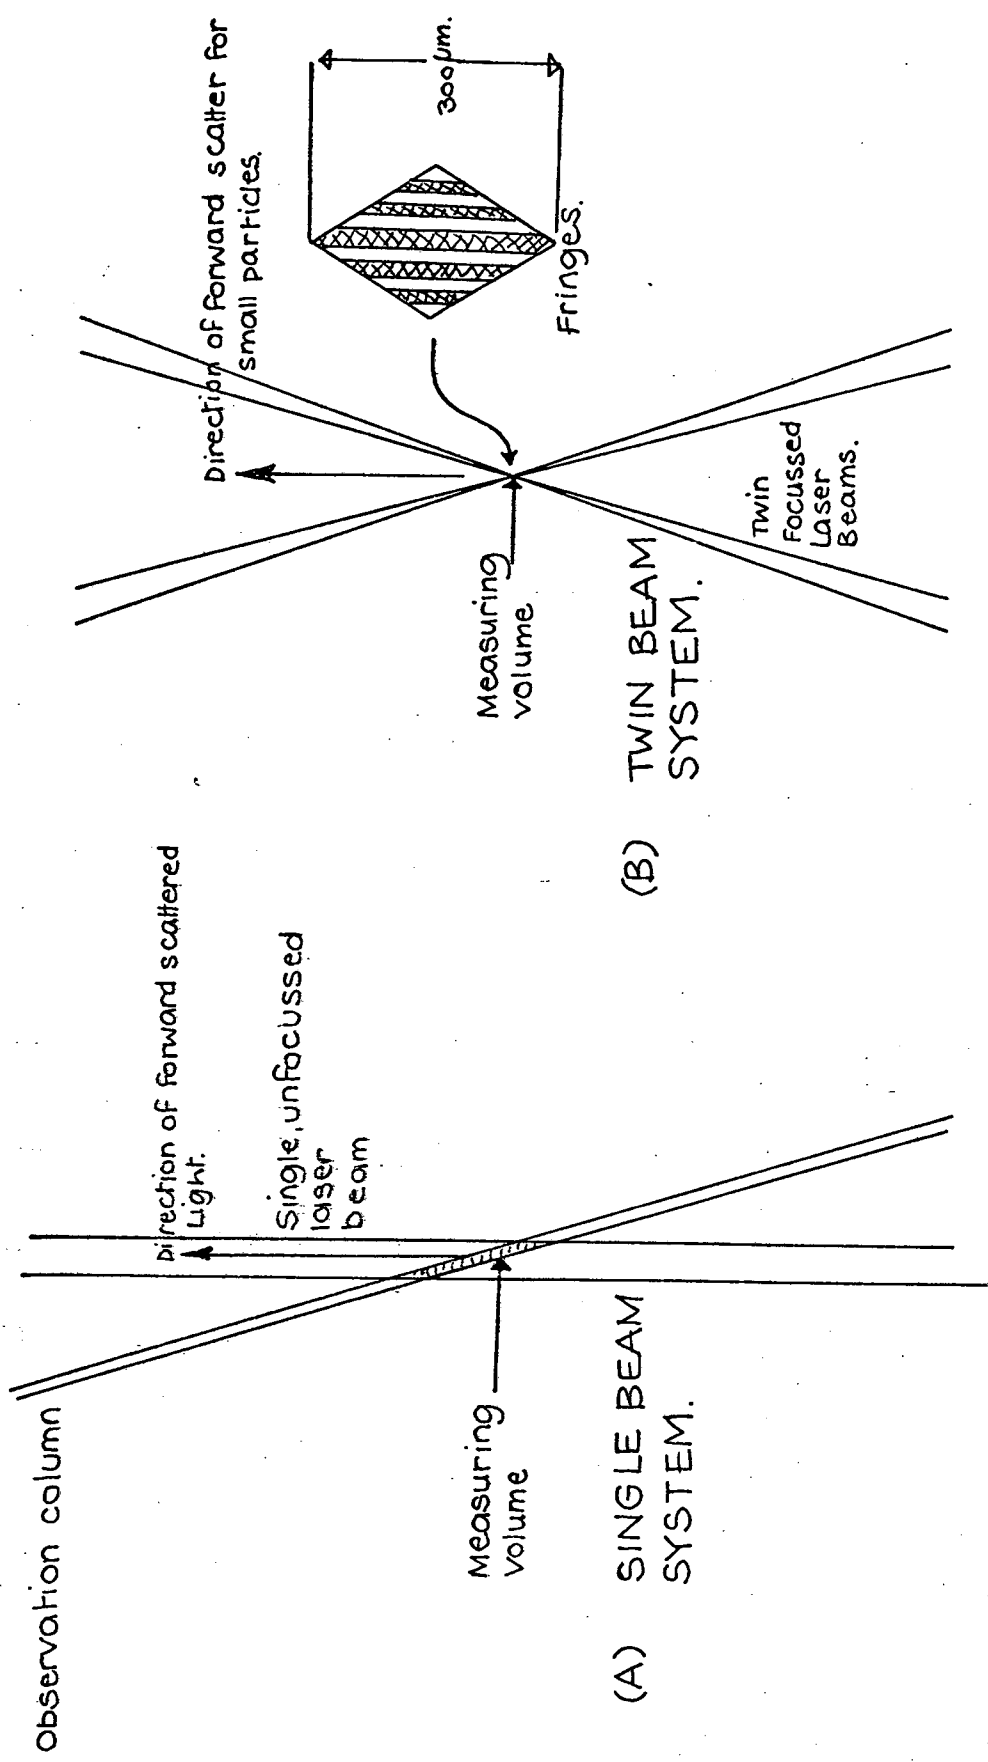 Observation column
Direction of forward scattered
Light.
Single, unfocussed
laser
beam
Measuring
volume
(A) SINGLE BEAM
SYSTEM.
Direction of forward scatter for
small particles.
300 µm.
Fringes.
Measuring
volume
Twin
Focussed
Laser
Beams.
(B) TWIN BEAM
SYSTEM.